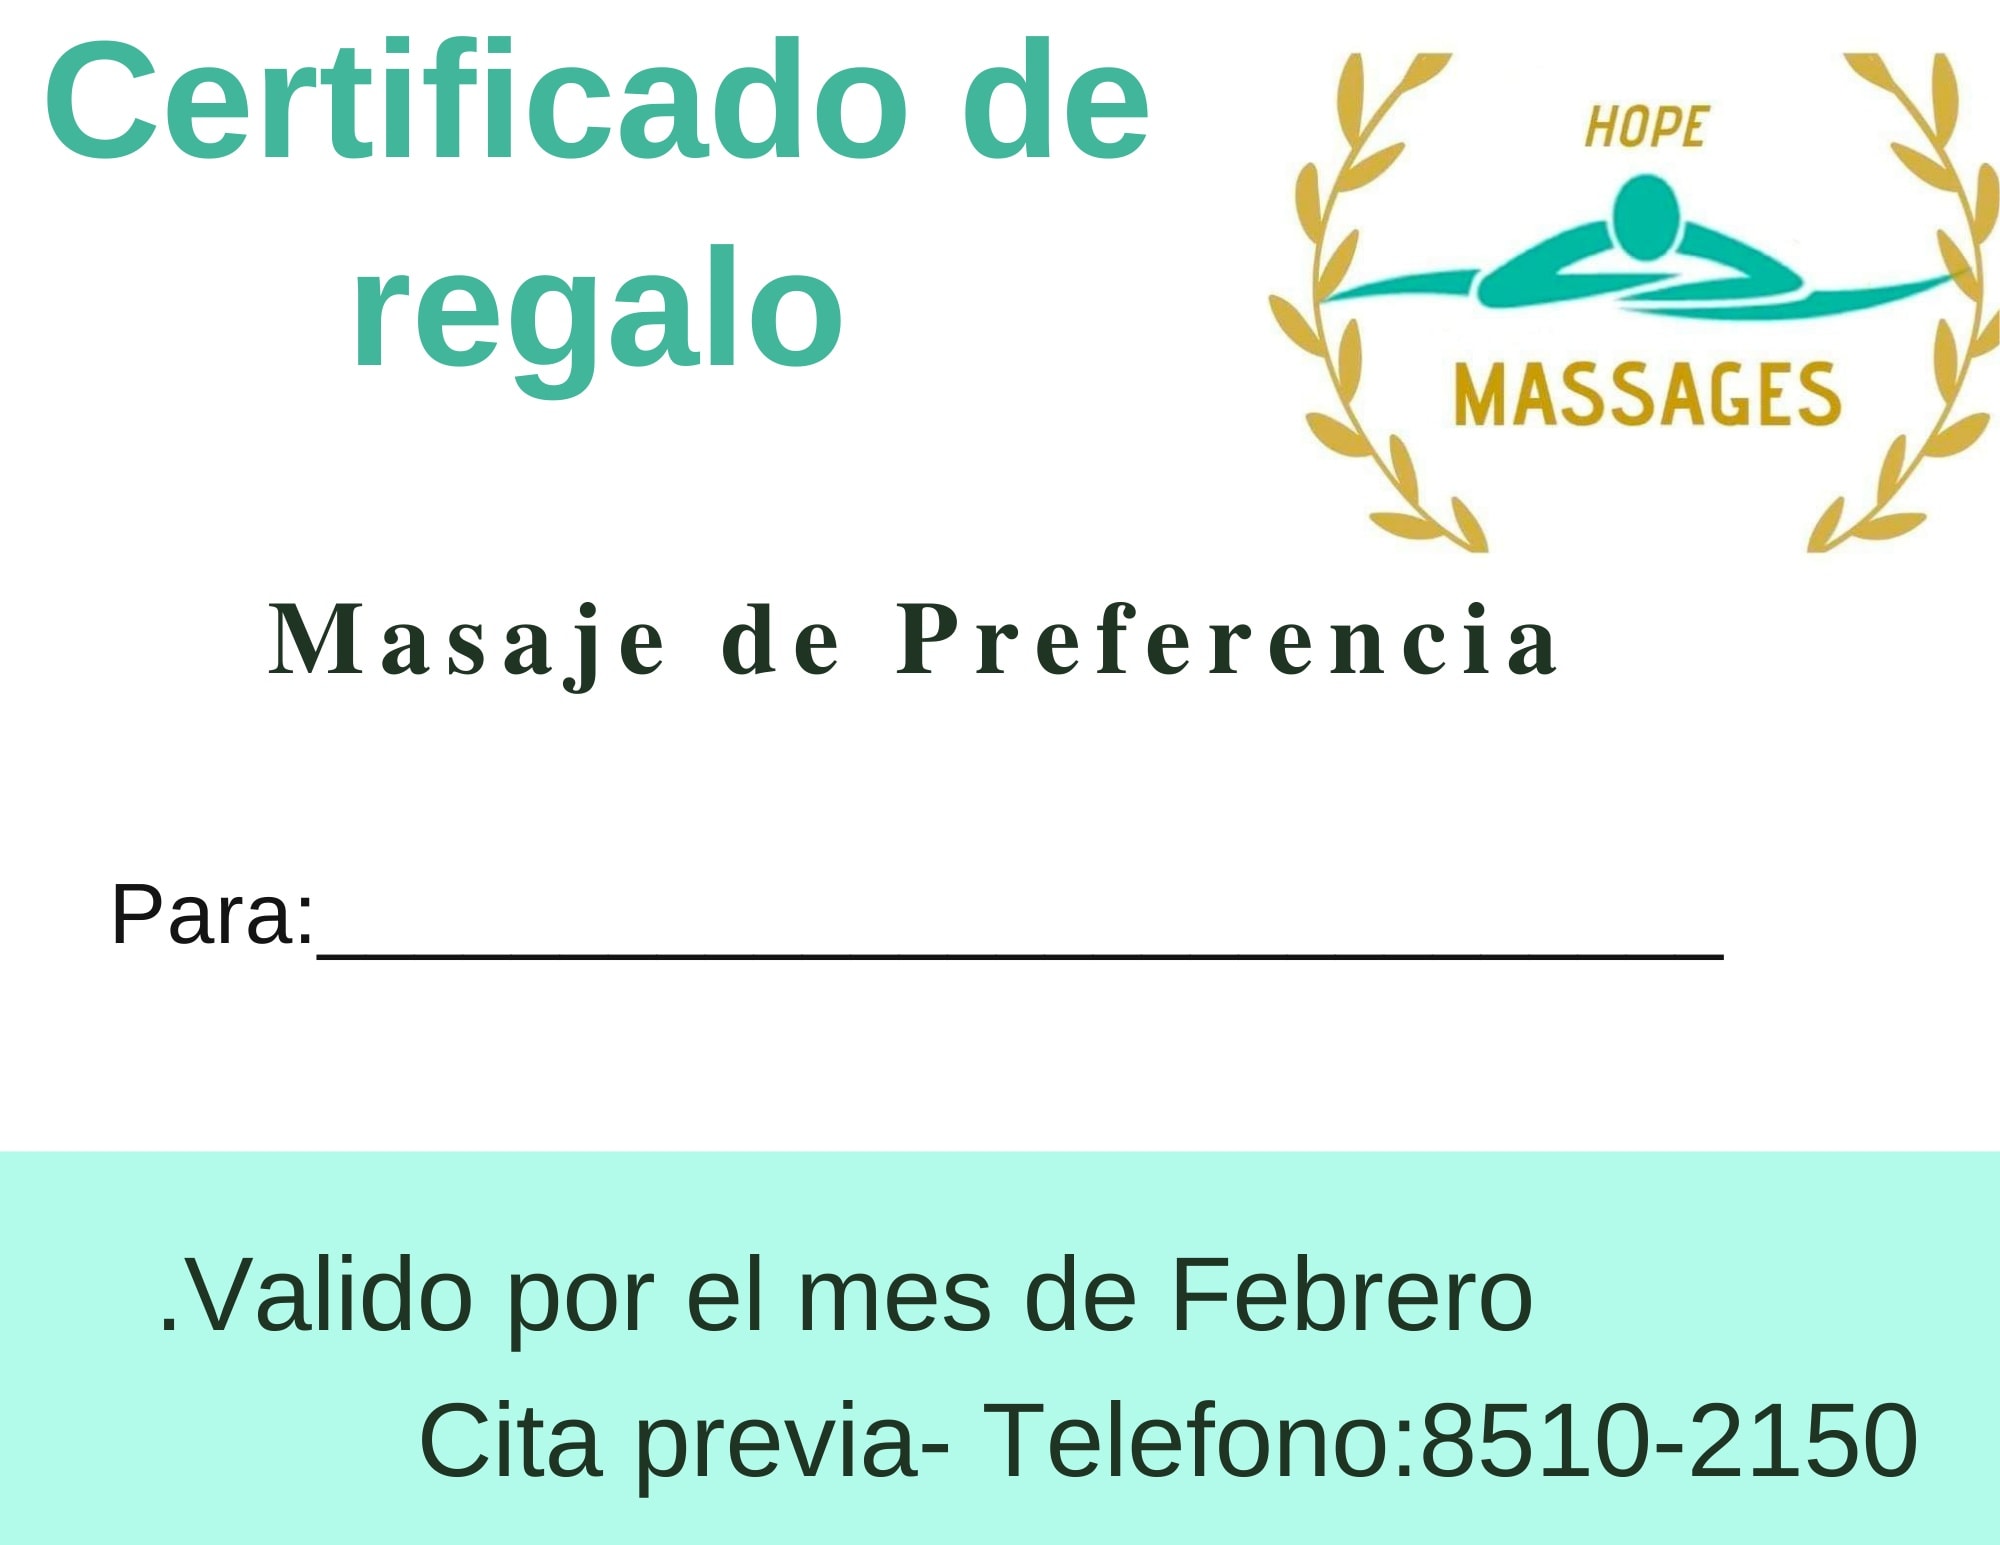 Certificado de
regalo
HOPE
MASSAGES
Masaje de Preferencia
Para:_____________________________
.Valido por el mes de Febrero
Cita previa- Telefono:8510-2150